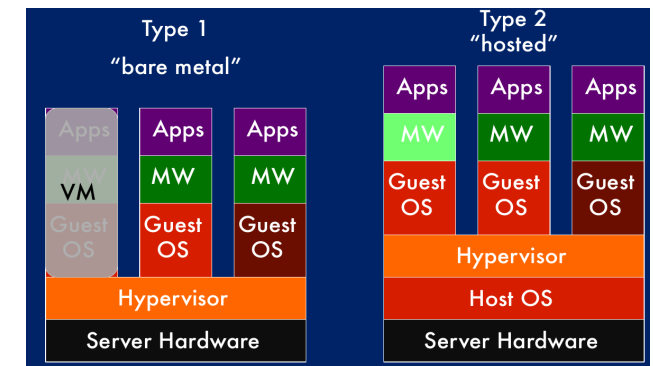 Type 1
"bare metal"
Apps
MW
VM
Guest
OS
Apps
MW
Guest
OS
Apps
MW
Guest
OS
Hypervisor
Server Hardware
Type 2
"hosted"
Apps
MW
Guest
OS
Apps
MW
Guest
OS
Apps
MW
Guest
OS
Hypervisor
Host OS
Server Hardware